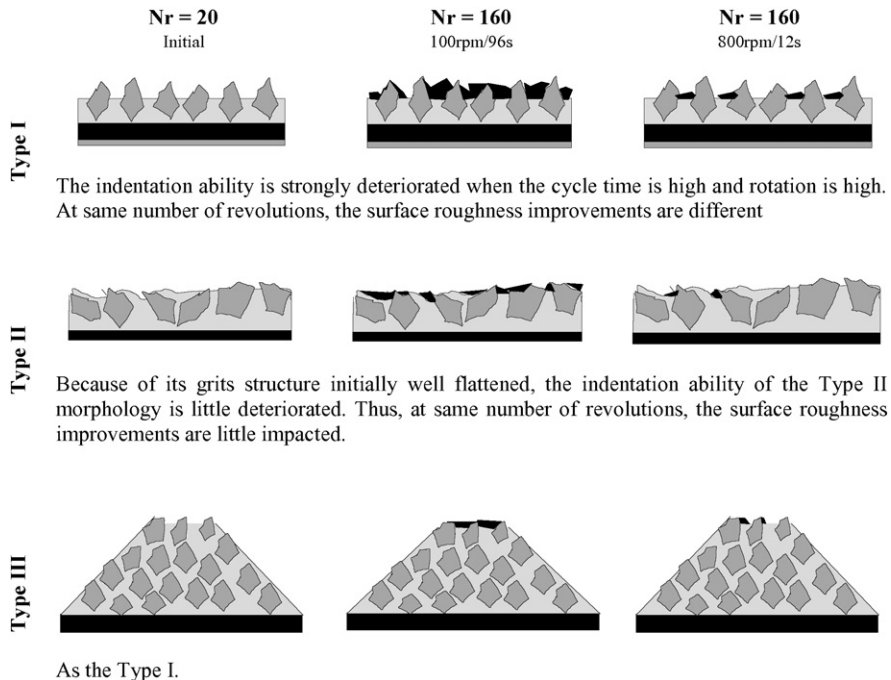 Nr = 20 Nr = 160 Nr = 160
Initial 100rpm/96s 800rpm/12s
Type I
The indentation ability is strongly deteriorated when the cycle time is high and rotation is high.
At same number of revolutions, the surface roughness improvements are different
Type II
Because of its grits structure initially well flattened, the indentation ability of the Type II
morphology is little deteriorated. Thus, at same number of revolutions, the surface roughness
improvements are little impacted.
Type III
As the Type I.